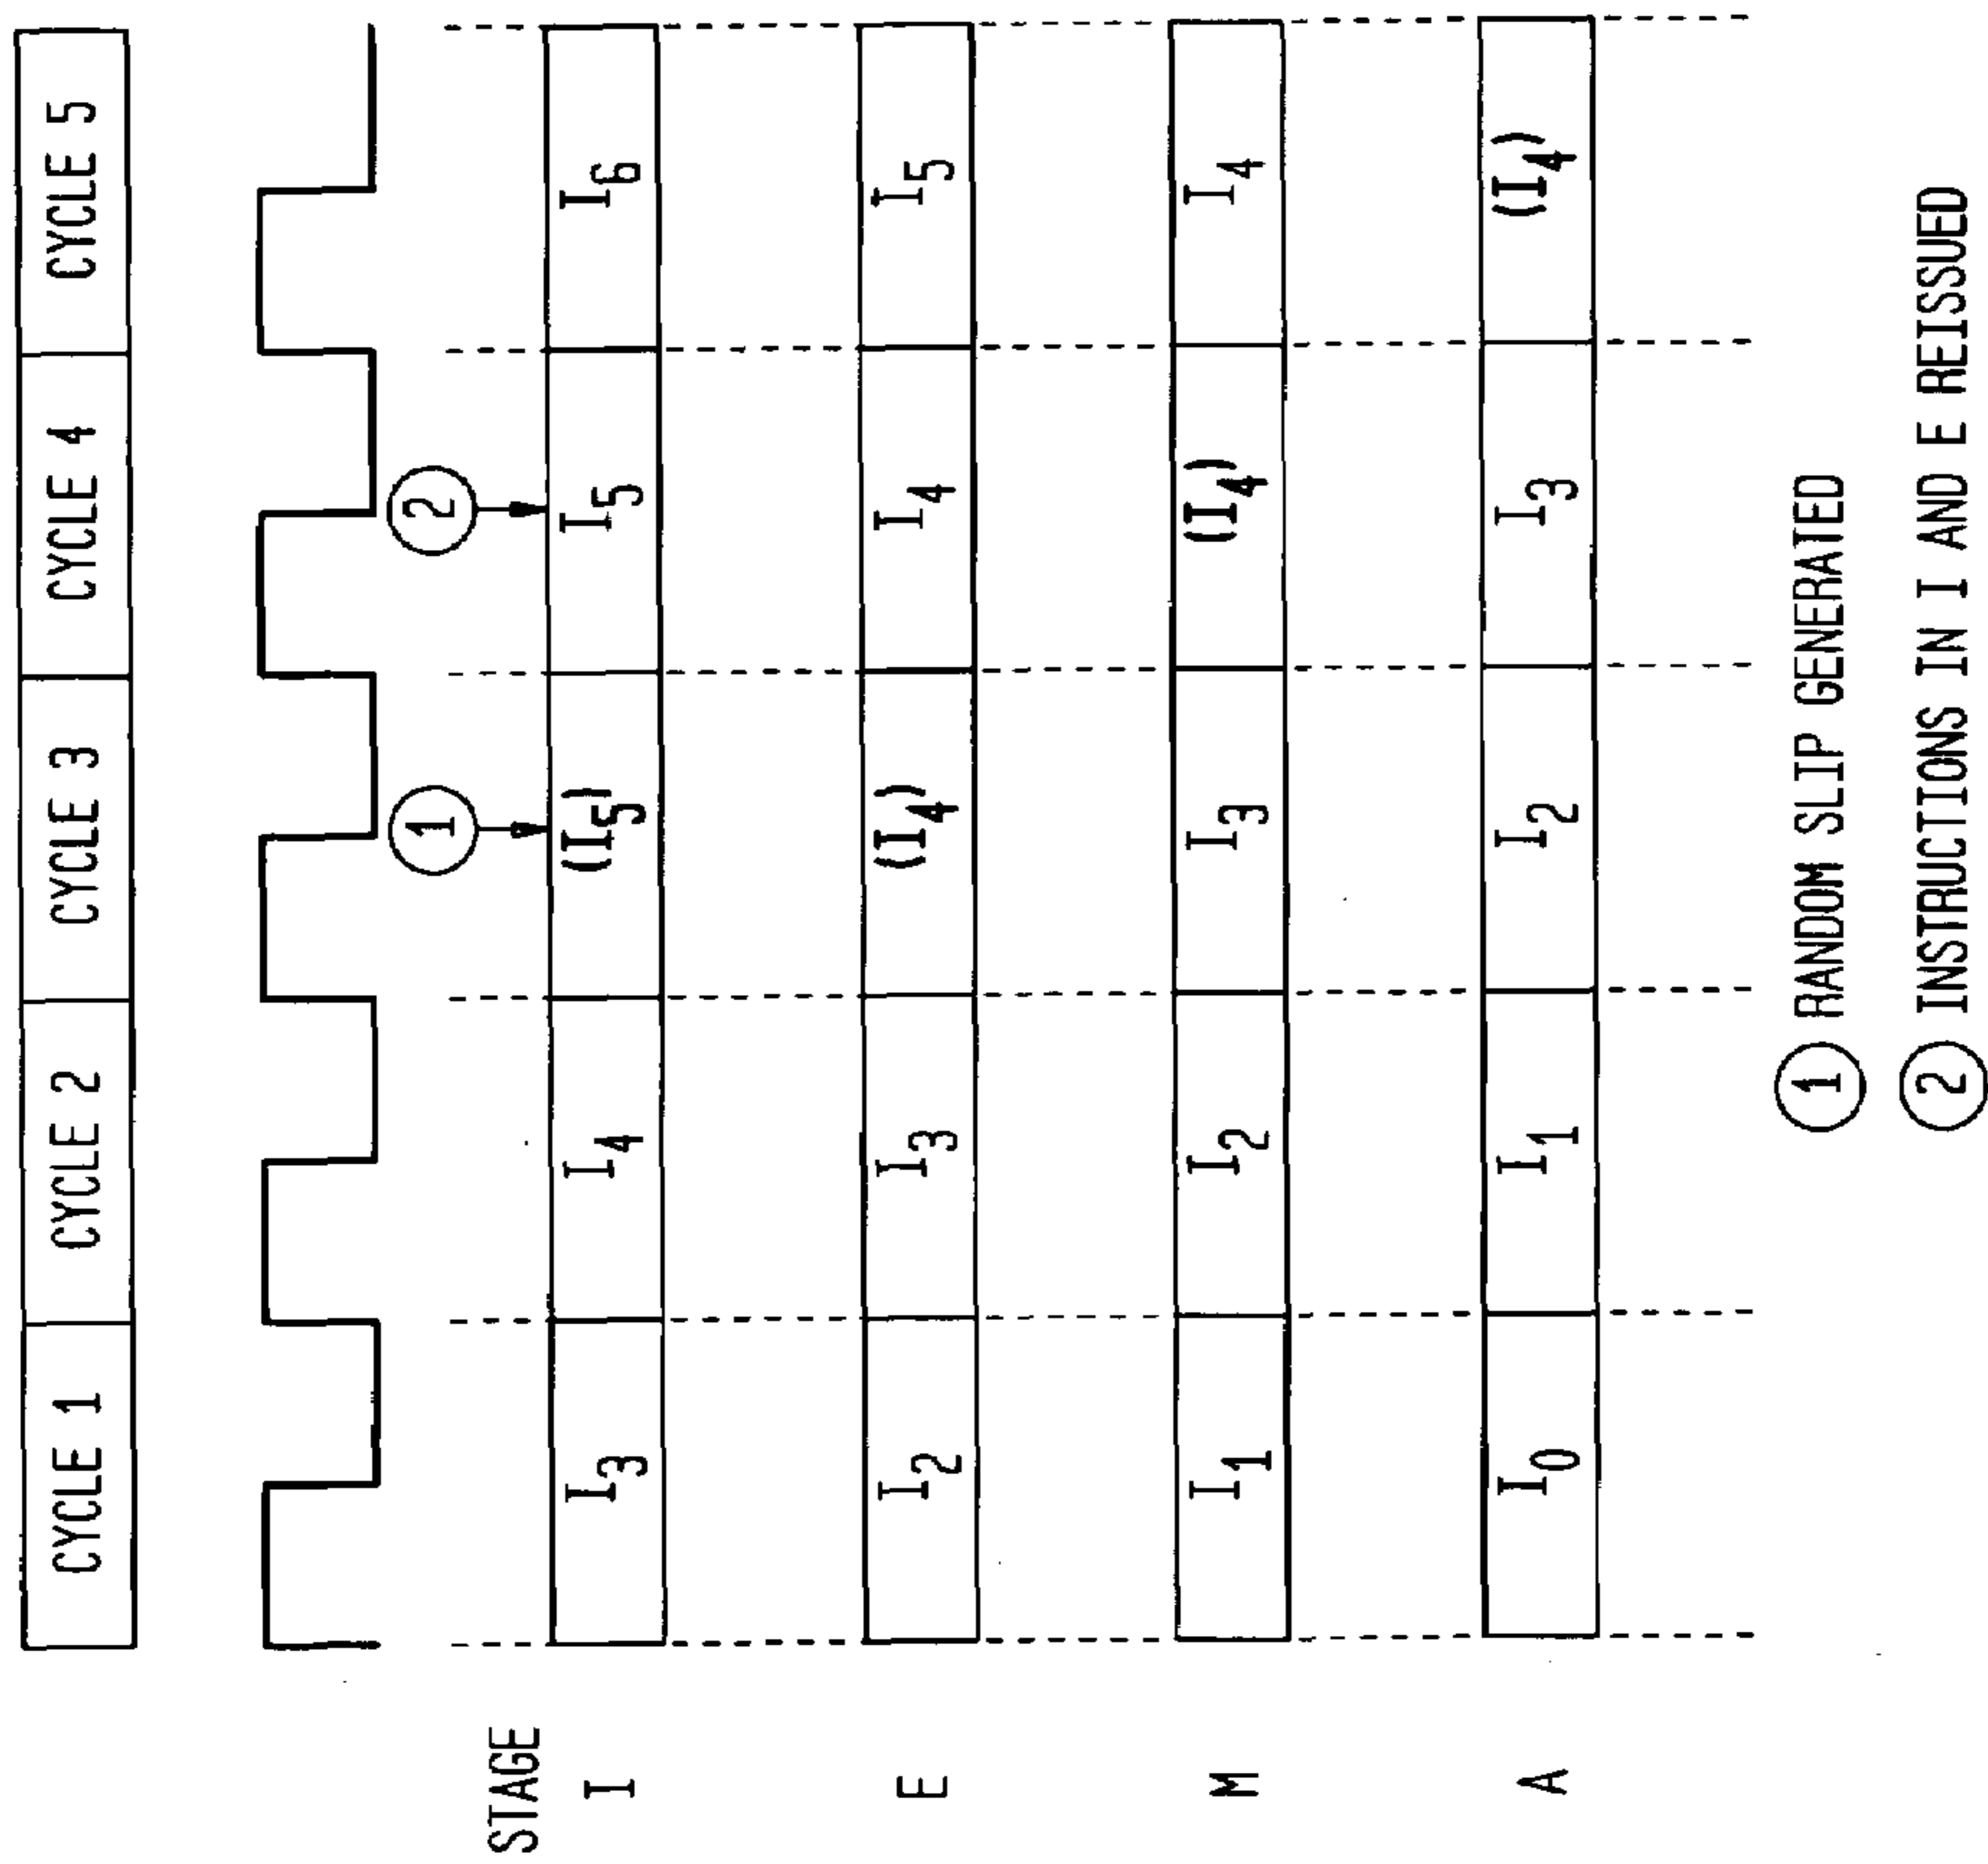 CYCLE 1 CYCLE 2 CYCLE 3 CYCLE 4 CYCLE 5
1 2
STAGE
I I3 I4 (I5) I5 I6
E I2 I3 (I4) I4 I5
M I1 I2 I3 (I4) I4
A I0 I1 I2 I3 (I4)
1 RANDOM SLIP GENERATED
2 INSTRUCTIONS IN I AND E REISSUED